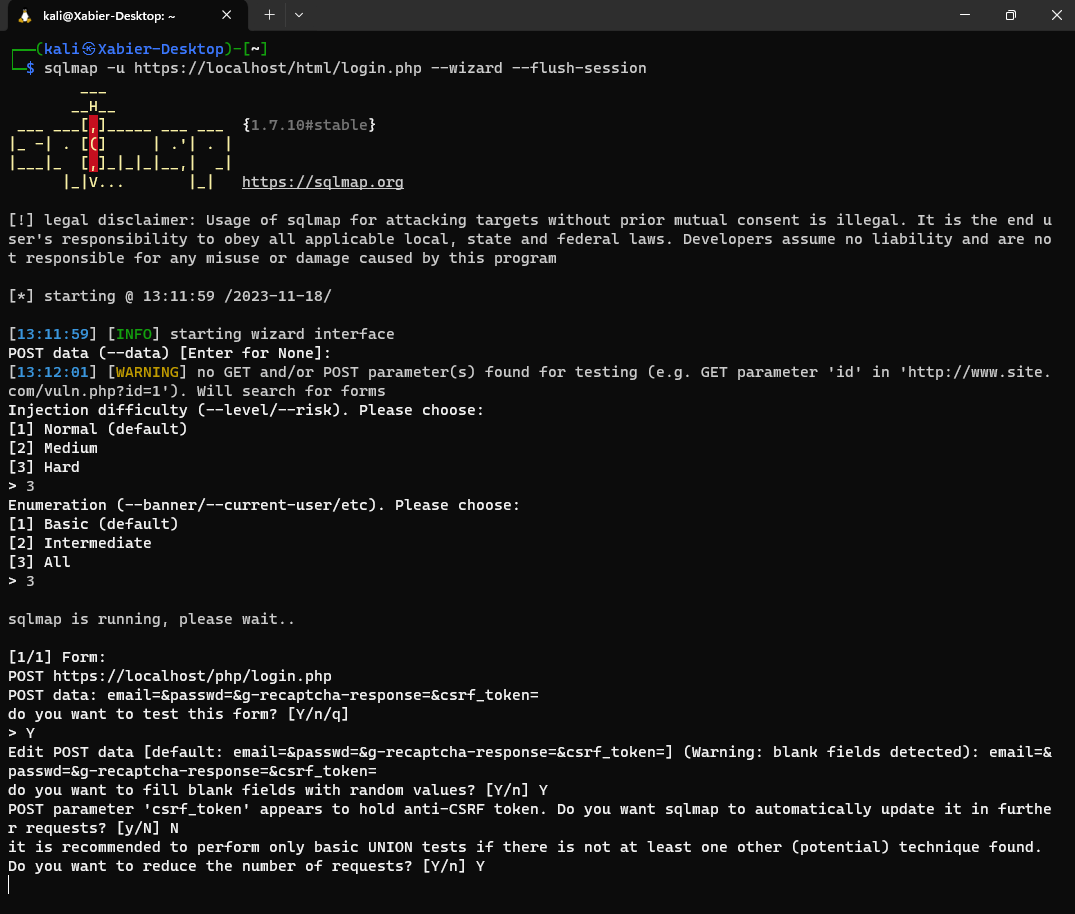 kali@Xabier-Desktop: ~
┌──(kali㉿Xabier-Desktop)-[~]
└─$ sqlmap -u https://localhost/html/login.php --wizard --flush-session
        ___
       __H__
 ___ ___[,]_____ ___ ___  {1.7.10#stable}
|_ -| . [(]     | .'| . |
|___|_  [,]_|_|_|__,|  _|
      |_|V...       |_|   https://sqlmap.org
[!] legal disclaimer: Usage of sqlmap for attacking targets without prior mutual consent is illegal. It is the end u
ser's responsibility to obey all applicable local, state and federal laws. Developers assume no liability and are no
t responsible for any misuse or damage caused by this program
[*] starting @ 13:11:59 /2023-11-18/
[13:11:59] [INFO] starting wizard interface
POST data (--data) [Enter for None]:
[13:12:01] [WARNING] no GET and/or POST parameter(s) found for testing (e.g. GET parameter 'id' in 'http://www.site.
com/vuln.php?id=1'). Will search for forms
Injection difficulty (--level/--risk). Please choose:
[1] Normal (default)
[2] Medium
[3] Hard
> 3
Enumeration (--banner/--current-user/etc). Please choose:
[1] Basic (default)
[2] Intermediate
[3] All
> 3
sqlmap is running, please wait..
[1/1] Form:
POST https://localhost/php/login.php
POST data: email=&passwd=&g-recaptcha-response=&csrf_token=
do you want to test this form? [Y/n/q]
> Y
Edit POST data [default: email=&passwd=&g-recaptcha-response=&csrf_token=] (Warning: blank fields detected): email=&
passwd=&g-recaptcha-response=&csrf_token=
do you want to fill blank fields with random values? [Y/n] Y
POST parameter 'csrf_token' appears to hold anti-CSRF token. Do you want sqlmap to automatically update it in furthe
r requests? [y/N] N
it is recommended to perform only basic UNION tests if there is not at least one other (potential) technique found.
Do you want to reduce the number of requests? [Y/n] Y